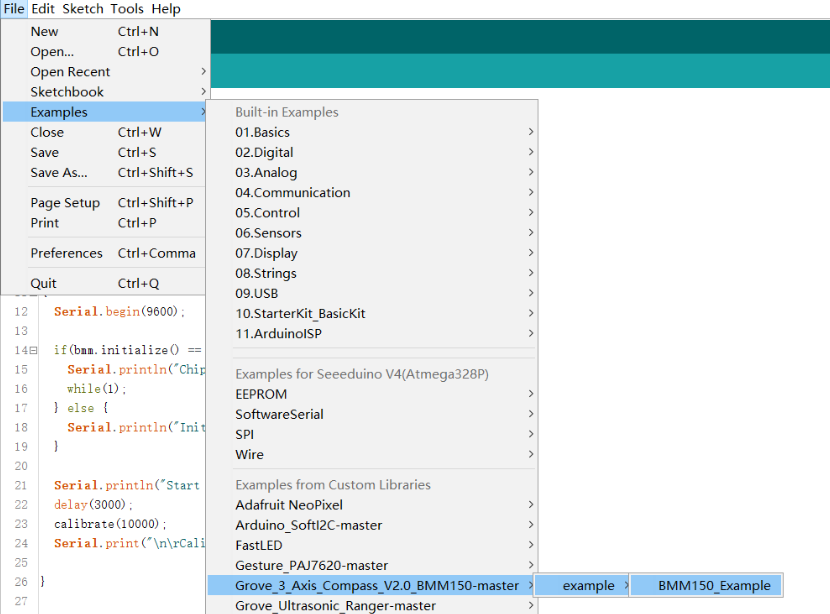 File Edit Sketch Tools Help
New Ctrl+N
Open... Ctrl+O
Open Recent
Sketchbook
Examples
Close Ctrl+W
Save Ctrl+S
Save As... Ctrl+Shift+S
Page Setup Ctrl+Shift+P
Print Ctrl+P
Preferences Ctrl+Comma
Quit Ctrl+Q
Built-in Examples
01.Basics
02.Digital
03.Analog
04.Communication
05.Control
06.Sensors
07.Display
08.Strings
09.USB
10.StarterKit_BasicKit
11.ArduinoISP
Examples for Seeeduino V4(Atmega328P)
EEPROM
SoftwareSerial
SPI
Wire
Examples from Custom Libraries
Adafruit NeoPixel
Arduino_SoftI2C-master
FastLED
Gesture_PAJ7620-master
Grove_3_Axis_Compass_V2.0_BMM150-master
Grove_Ultrasonic_Ranger-master
example
BMM150_Example
12 Serial.begin(9600);
13
14 if(bmm.initialize() ==
15 Serial.println("Chip
16 while(1);
17 } else {
18 Serial.println("Init
19 }
20
21 Serial.println("Start
22 delay(3000);
23 calibrate(10000);
24 Serial.print("\n\rCali
25
26 }
27